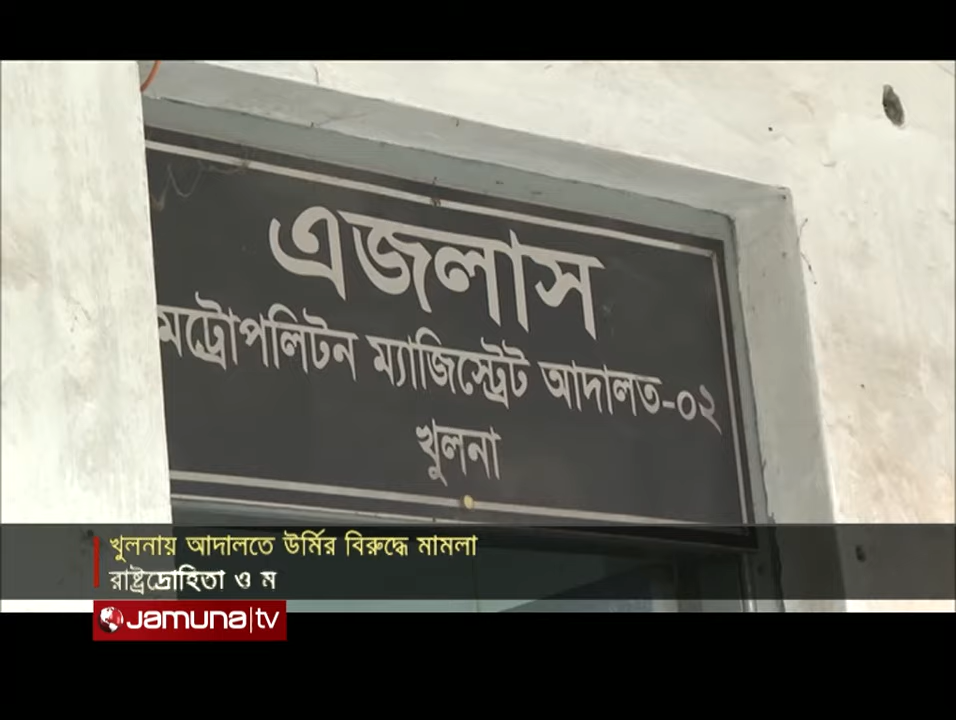 এজলাস
মেট্রোপলিটন ম্যাজিস্ট্রেট আদালত-০২
খুলনা
খুলনায় আদালতে উর্মির বিরুদ্ধে মামলা
রাষ্ট্রদ্রোহিতা ও ম
Jamuna|tv